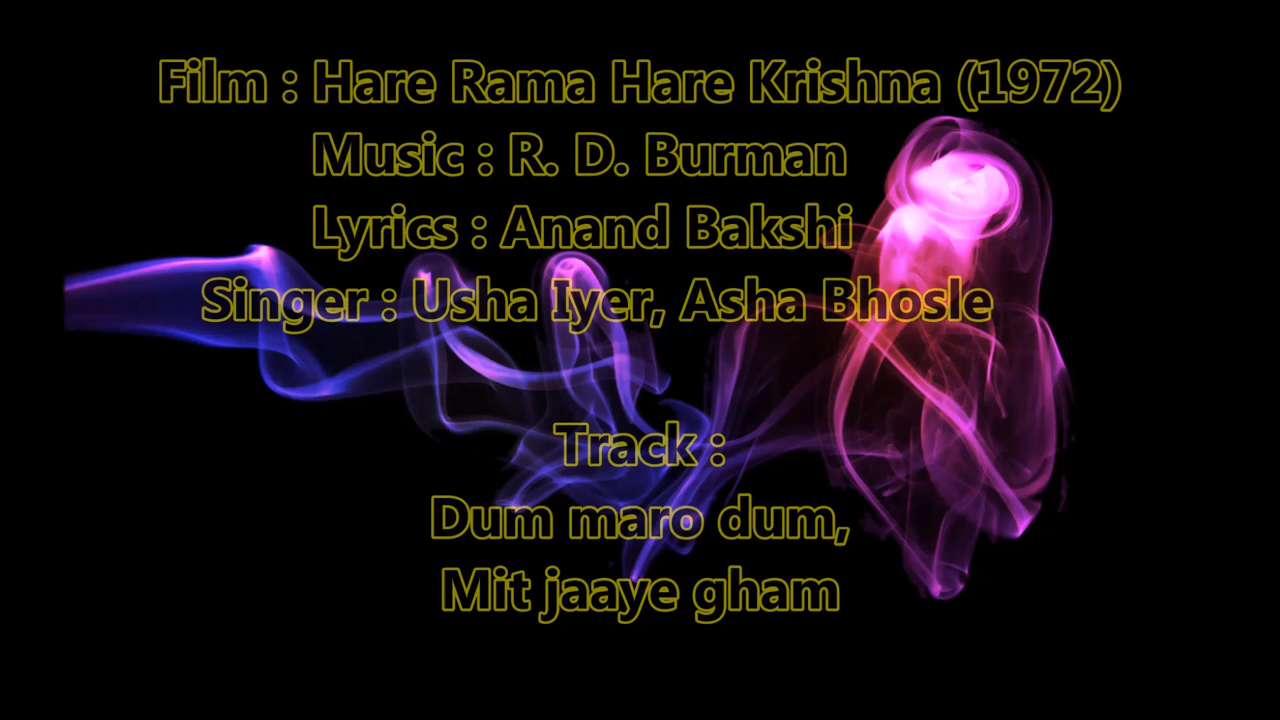 Film : Hare Rama Hare Krishna (1972)
Music : R. D. Burman
Lyrics : Anand Bakshi
Singer : Usha Iyer, Asha Bhosle
Track :
Dum maro dum,
Mit jaaye gham